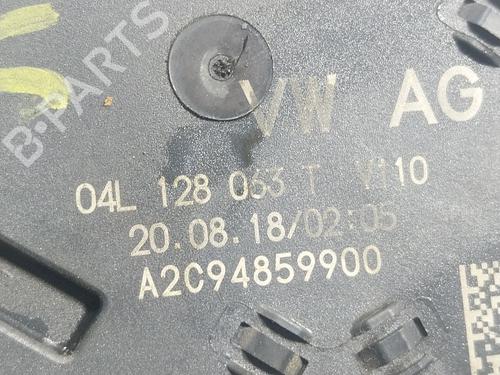 B-PARTS
VW AG
04L 128 063 T V110
20.08.18/02:05
A2C94859900